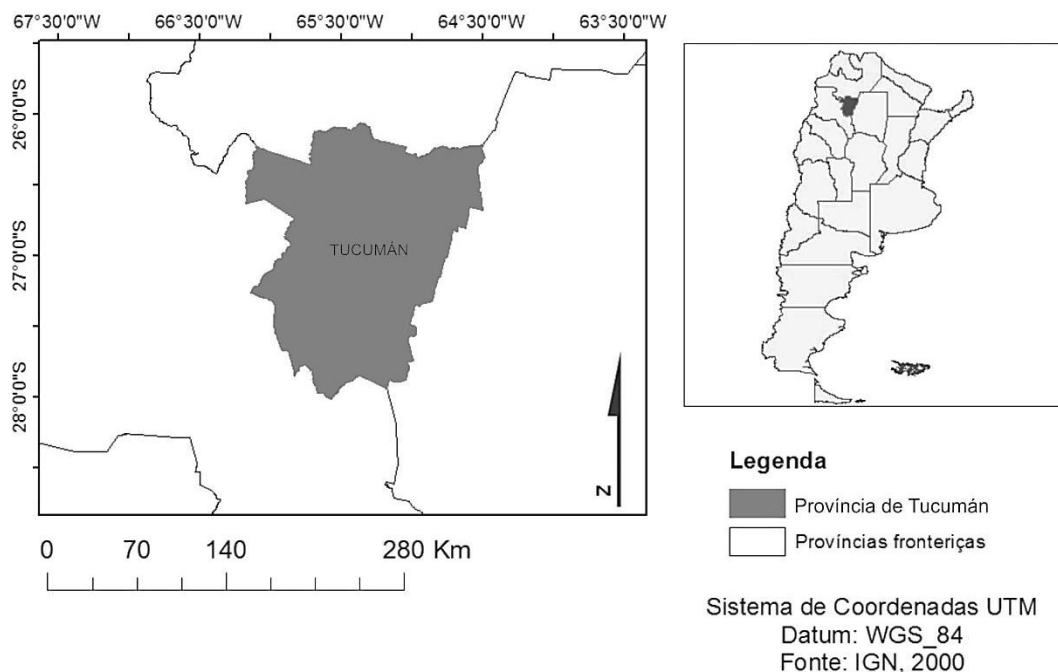 67°30'0"W 66°30'0"W 65°30'0"W 64°30'0"W 63°30'0"W
26°0'0"S
27°0'0"S
28°0'0"S
TUCUMÁN
N
0 70 140 280 Km
Legenda
Província de Tucumán
Províncias fronteriças
Sistema de Coordenadas UTM
Datum: WGS_84
Fonte: IGN, 2000